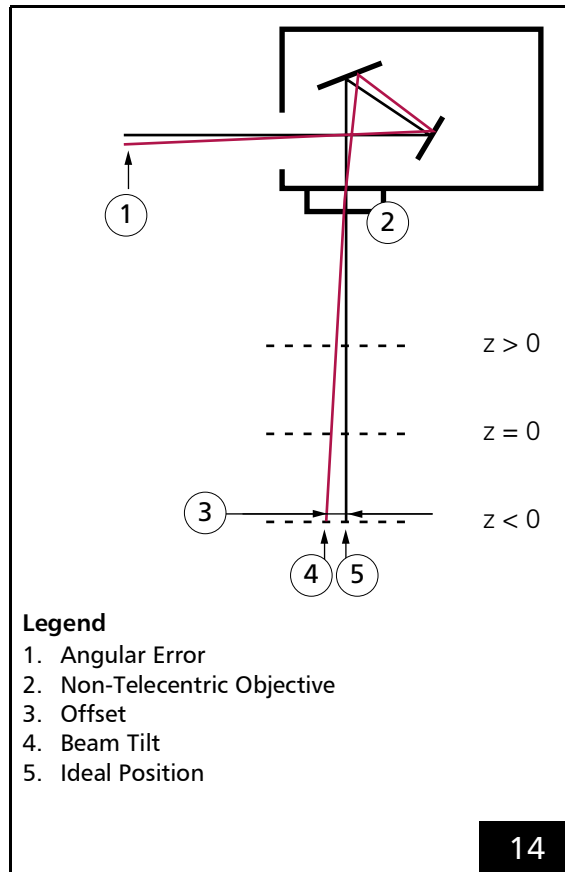 1
2
z > 0
z = 0
3
z < 0
4
5
Legend
1. Angular Error
2. Non-Telecentric Objective
3. Offset
4. Beam Tilt
5. Ideal Position
14